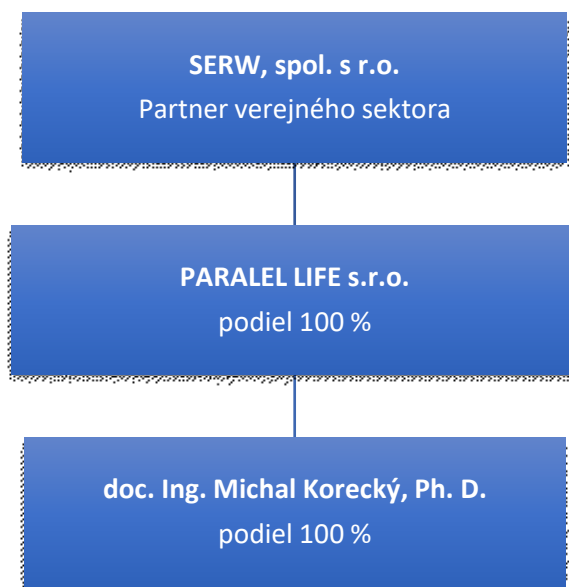 SERW, spol. s r.o.
Partner verejného sektora
PARALEL LIFE s.r.o.
podiel 100 %
doc. Ing. Michal Korecký, Ph. D.
podiel 100 %